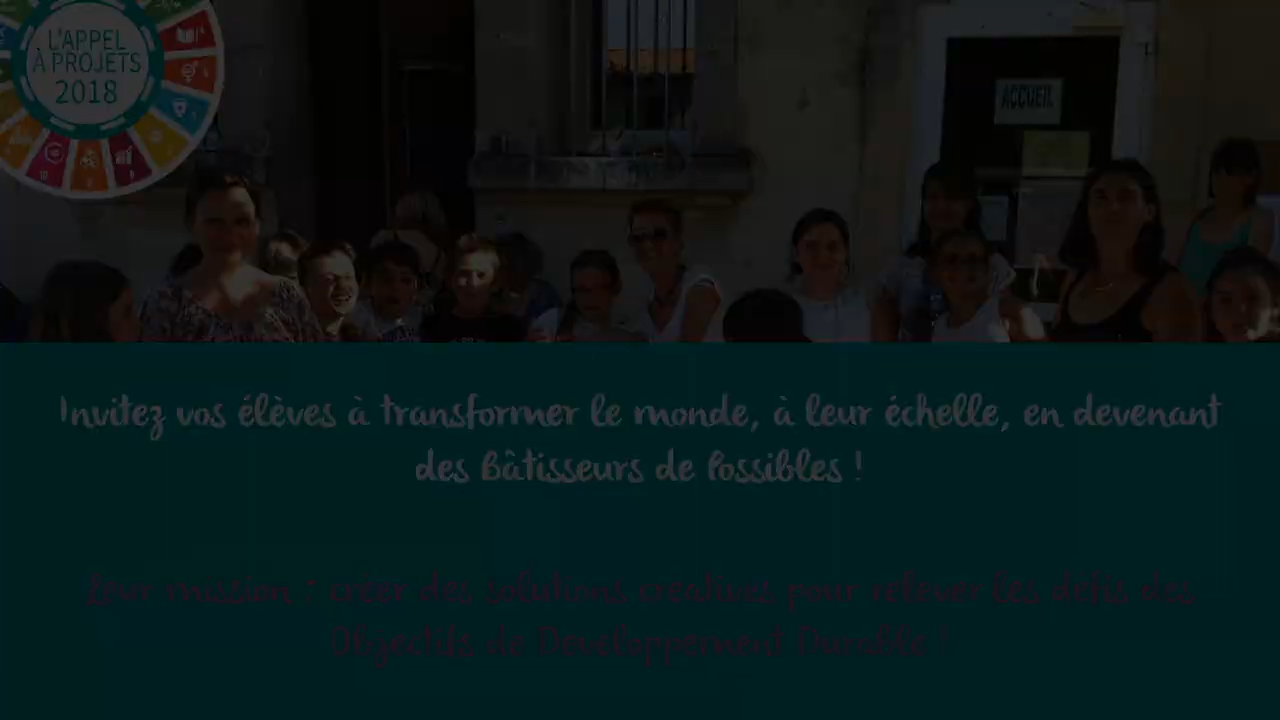 L'APPEL
À PROJETS
2018
ACCUEIL
Invitez vos élèves à transformer le monde, à leur échelle, en devenant
des Bâtisseurs de Possibles !
Leur mission : créer des solutions créatives pour relever les défis des
Objectifs de Développement Durable !